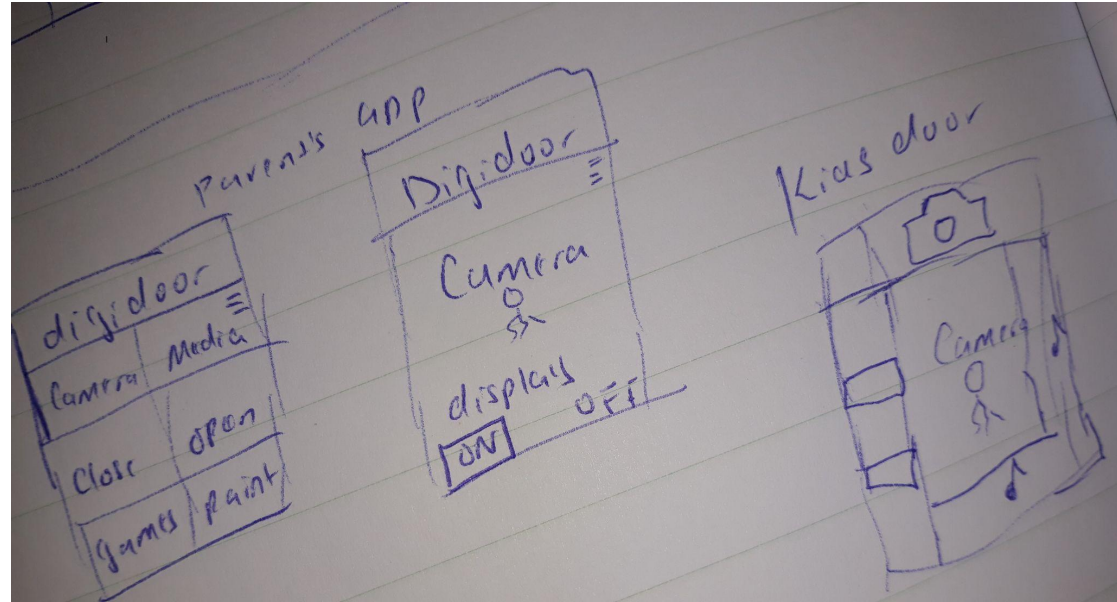 Parent's app
digidoor
Camera Media
Close open
games paint
Digidoor
Camera
displays
ON OFF
Kids door
Camera